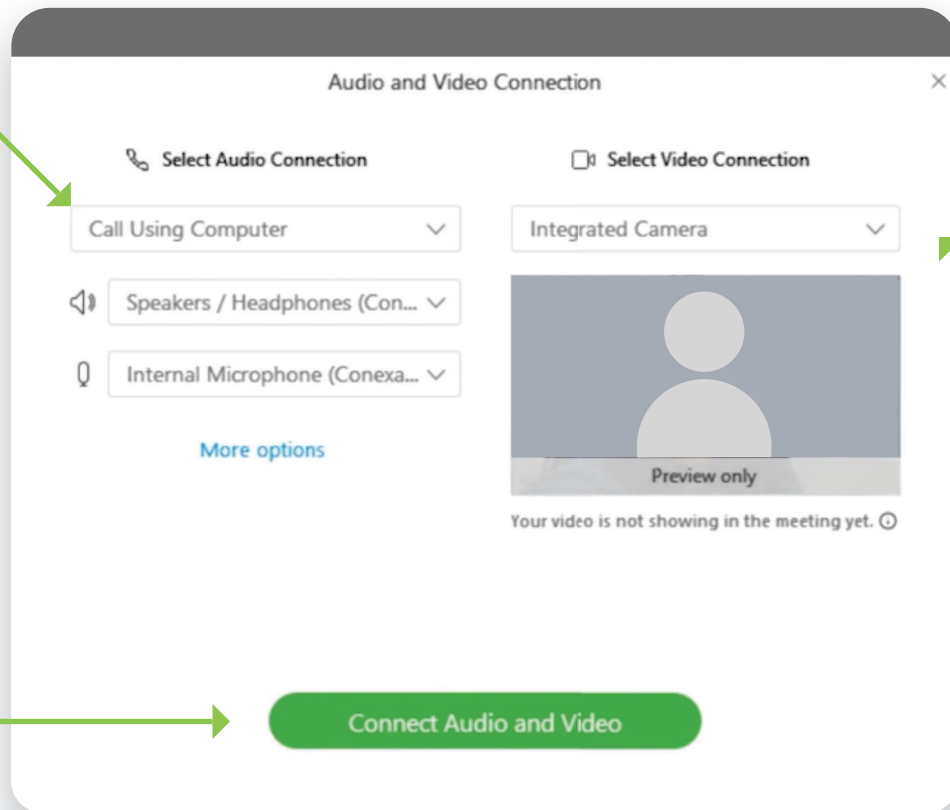 Audio and Video Connection
Select Audio Connection
Call Using Computer
Speakers / Headphones (Con...
Internal Microphone (Conexa...
More options
Select Video Connection
Integrated Camera
Preview only
Your video is not showing in the meeting yet.
Connect Audio and Video